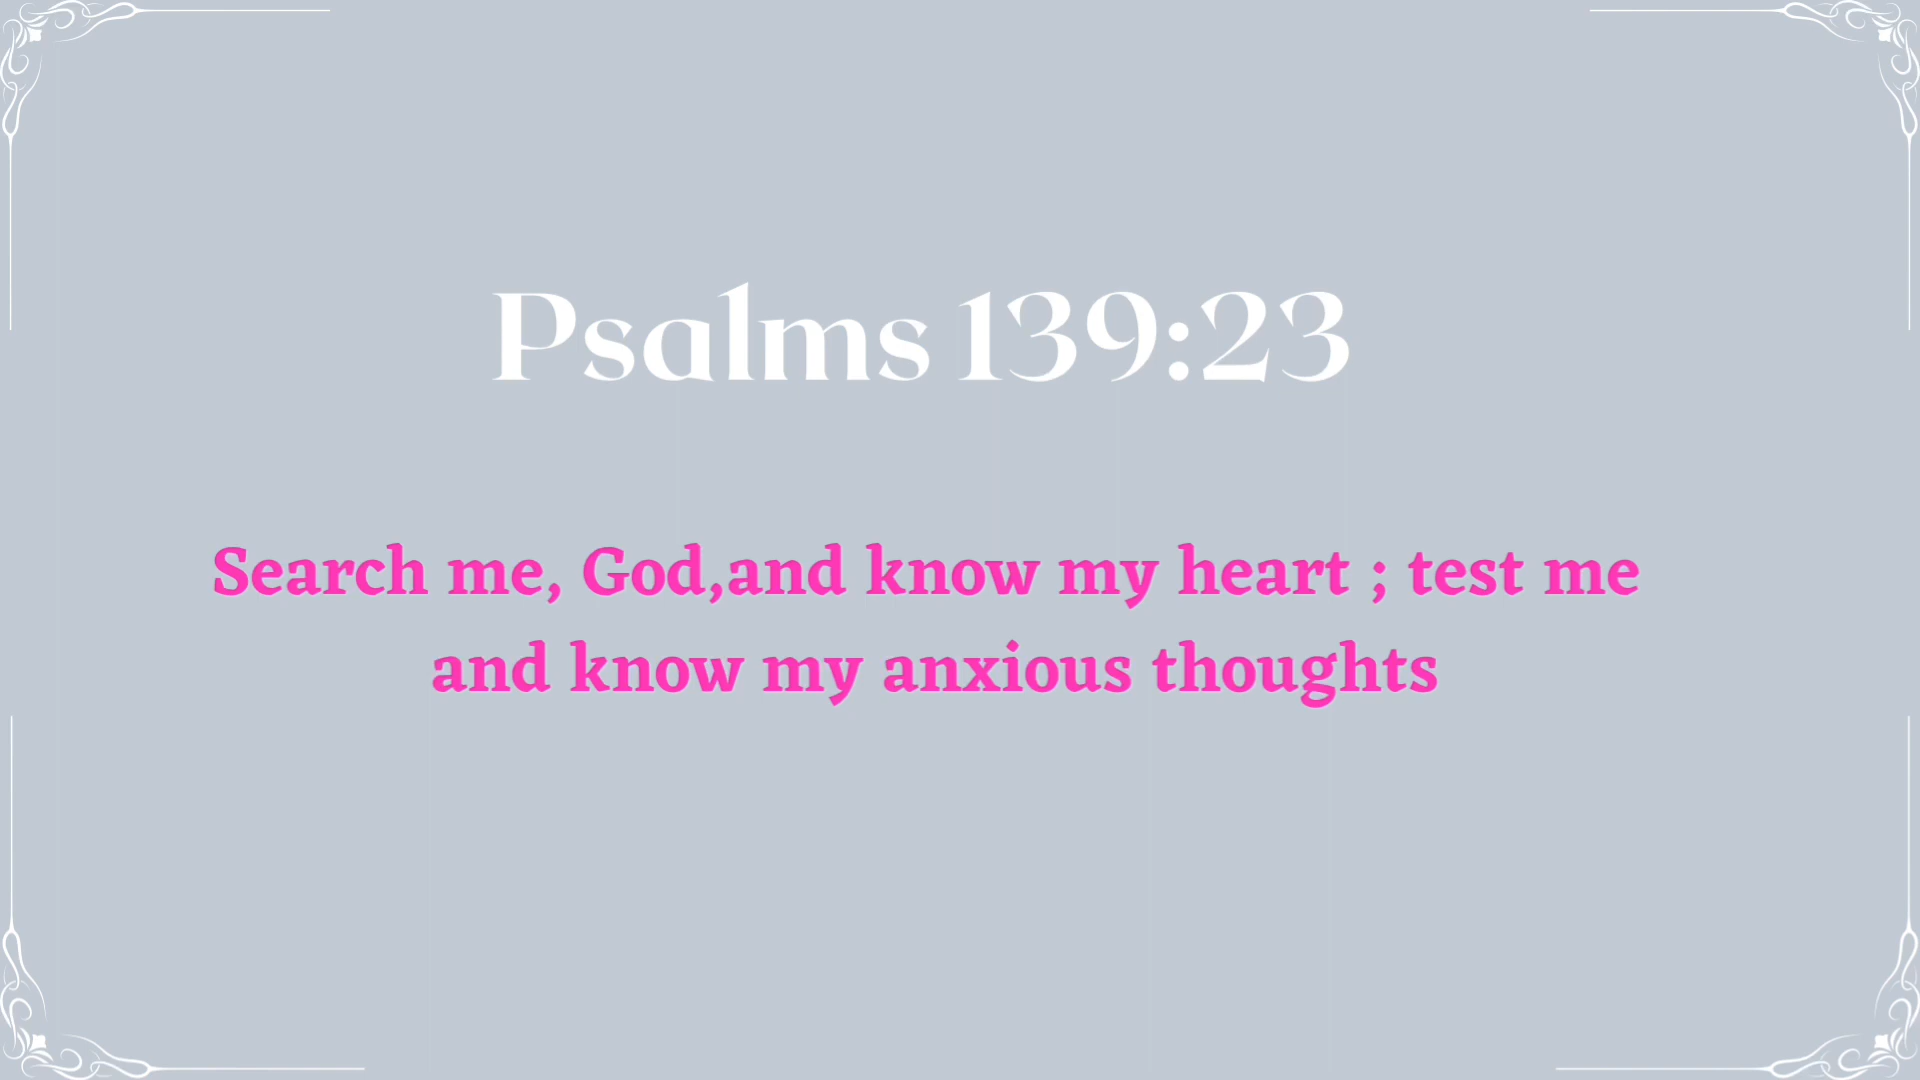 Psalms 139:23
Search me, God,and know my heart ; test me
and know my anxious thoughts